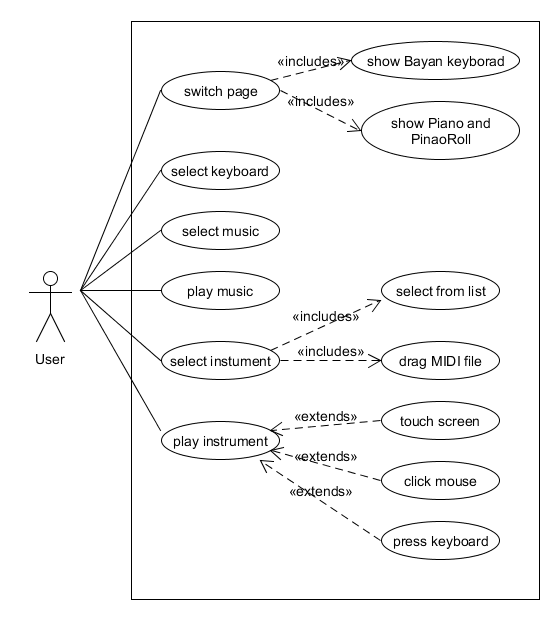 «includes»
show Bayan keyborad
switch page
«includes»
show Piano and
PinaoRoll
select keyboard
select music
play music
select from list
«includes»
User
select instument
«includes»
drag MIDI file
«extends»
touch screen
play instrument
«extends»
click mouse
«extends»
press keyboard